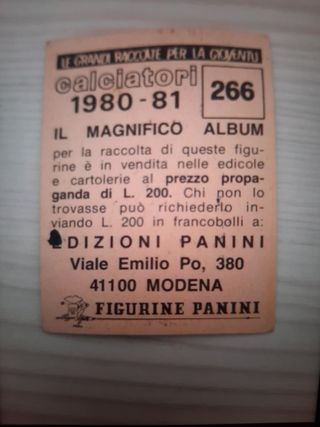 LE GRANDI RACCOLTE PER LA GIOVENTÙ
calciatori
1980-81
266
IL MAGNIFICO ALBUM
per la raccolta di queste figu-
rine è in vendita nelle edicole
e cartolerie al prezzo propa-
ganda di L. 200. Chi non lo
trovasse può richiederlo in-
viando L. 200 in francobolli a:
EDIZIONI PANINI
Viale Emilio Po, 380
41100 MODENA
FIGURINE PANINI